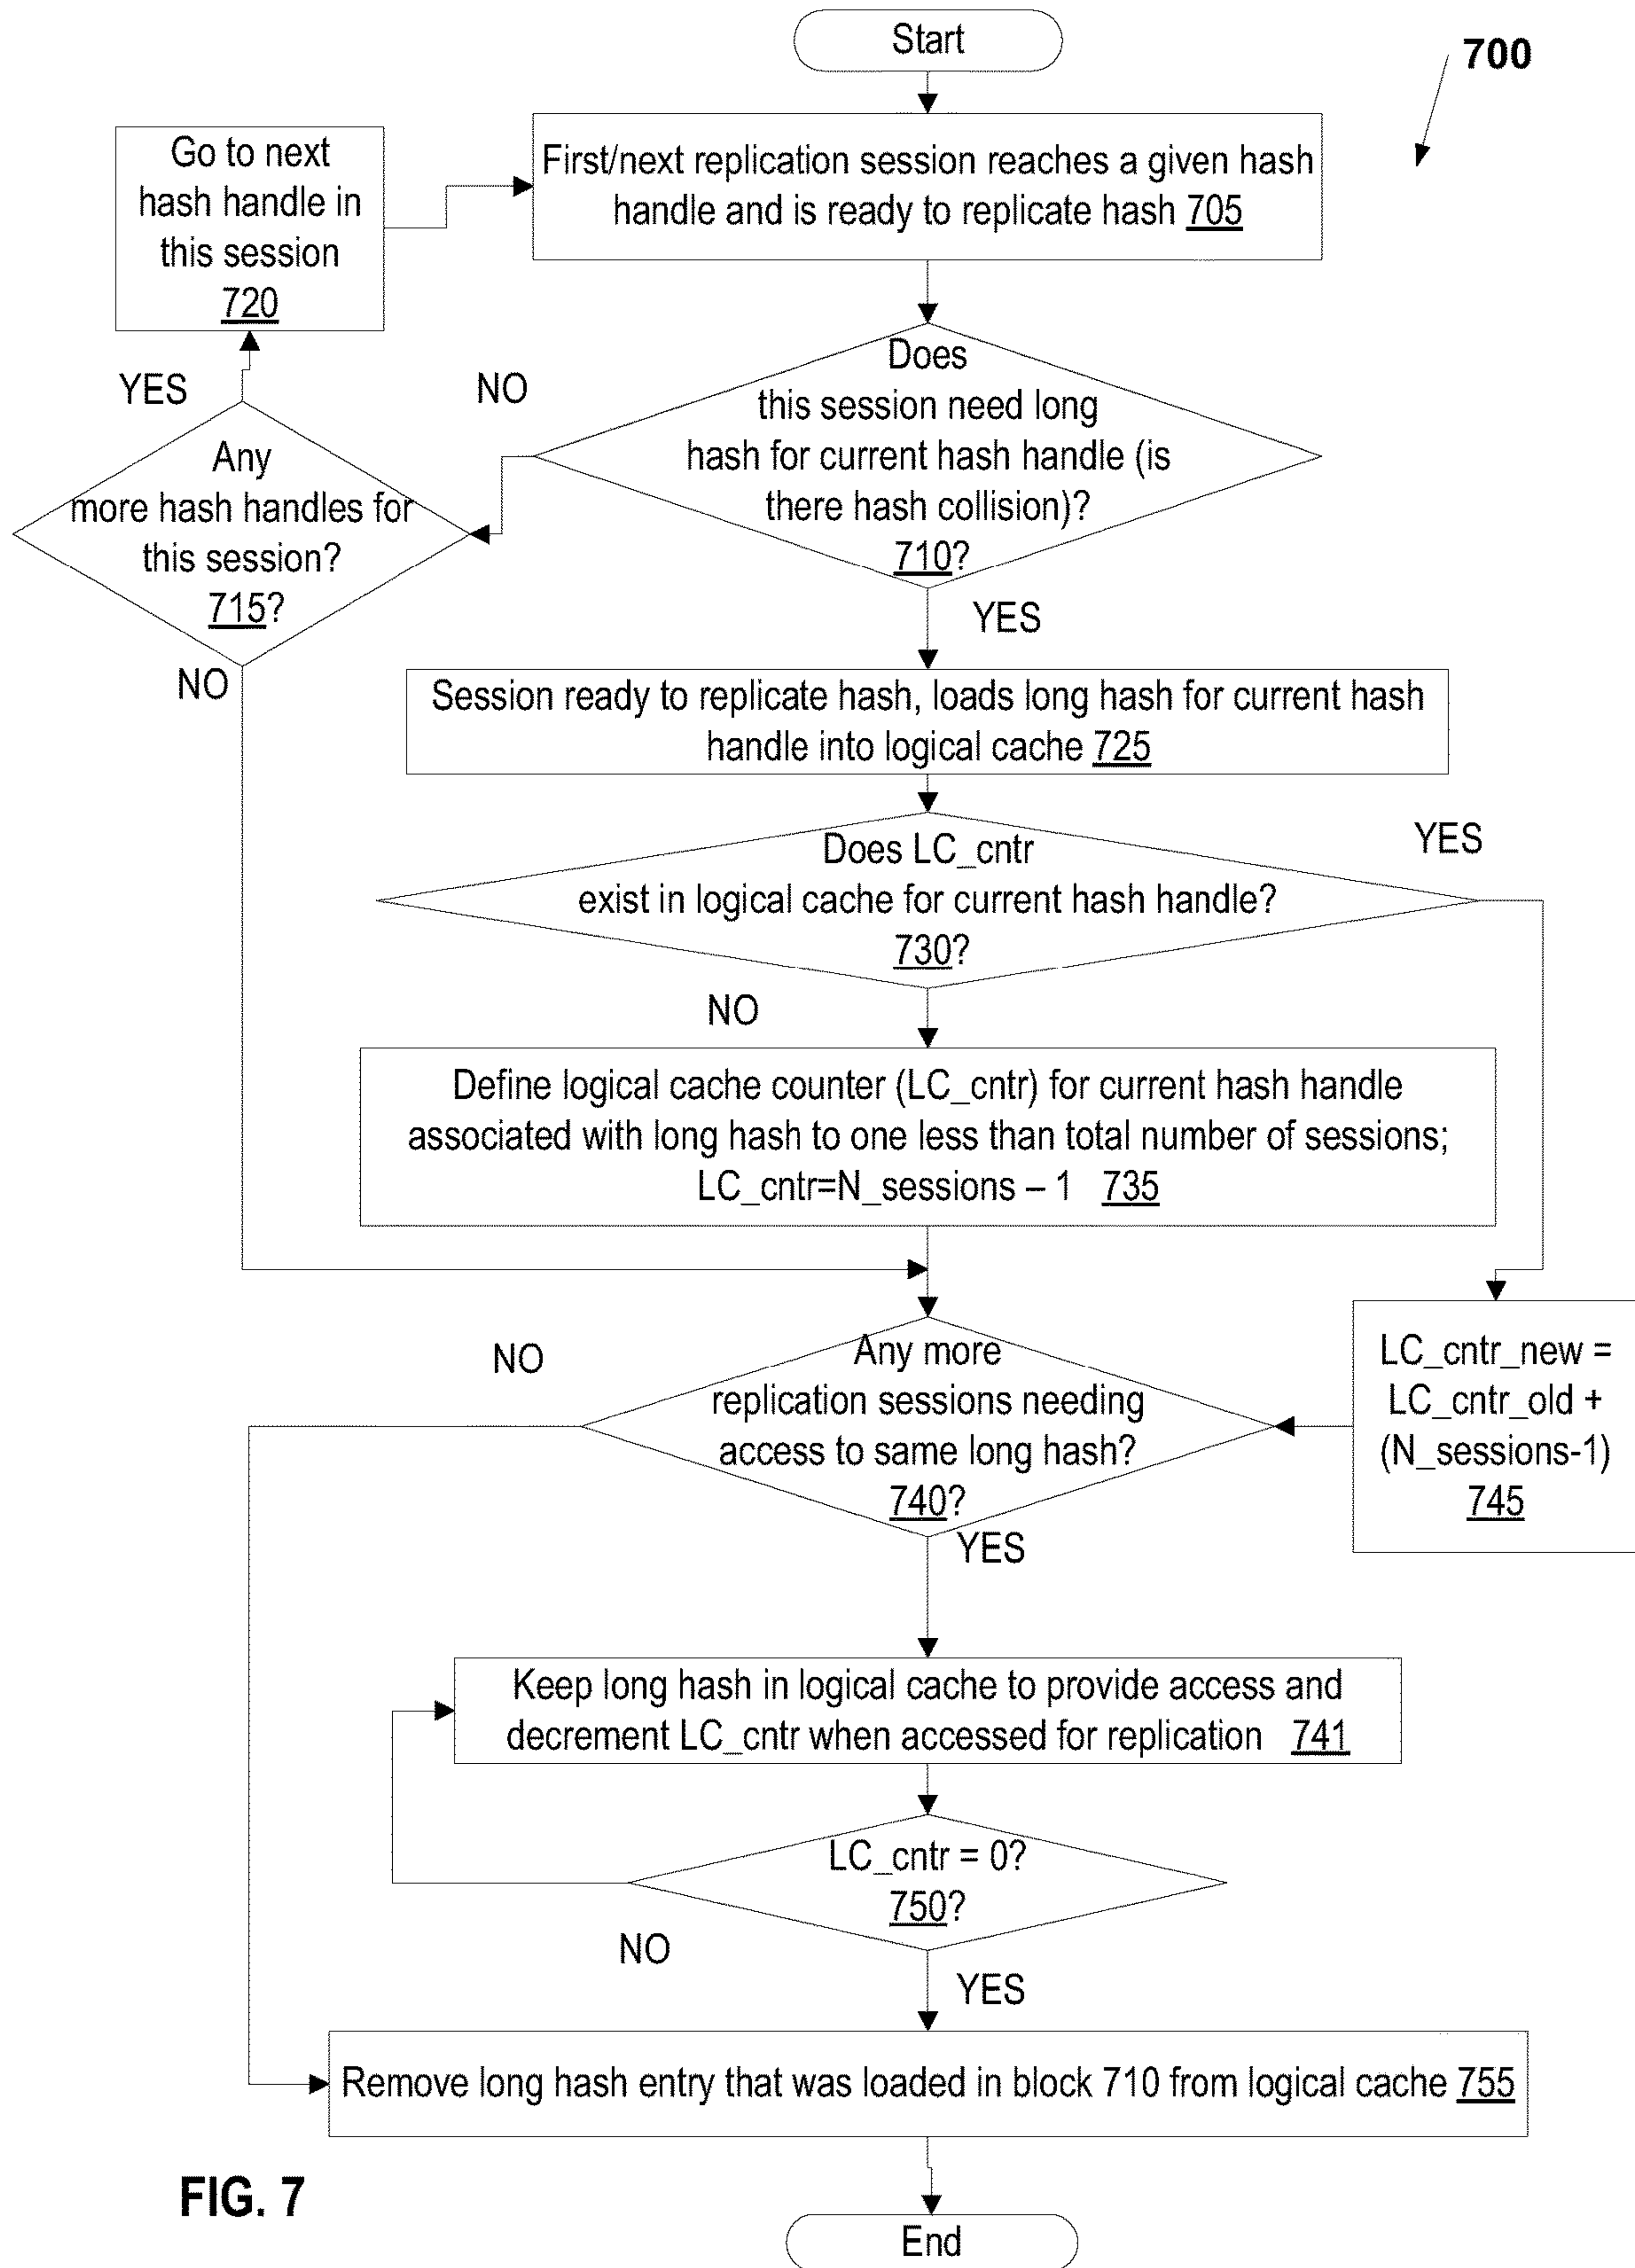 Start
700
Go to next
hash handle in
this session
720
First/next replication session reaches a given hash
handle and is ready to replicate hash 705
YES
NO
Does
this session need long
hash for current hash handle (is
there hash collision)?
710?
Any
more hash handles for
this session?
715?
YES
NO
Session ready to replicate hash, loads long hash for current hash
handle into logical cache 725
Does LC_cntr
exist in logical cache for current hash handle?
730?
YES
NO
Define logical cache counter (LC_cntr) for current hash handle
associated with long hash to one less than total number of sessions;
LC_cntr=N_sessions – 1 735
NO
Any more
replication sessions needing
access to same long hash?
740?
LC_cntr_new =
LC_cntr_old +
(N_sessions-1)
745
YES
Keep long hash in logical cache to provide access and
decrement LC_cntr when accessed for replication 741
LC_cntr = 0?
750?
NO
YES
Remove long hash entry that was loaded in block 710 from logical cache 755
FIG. 7
End